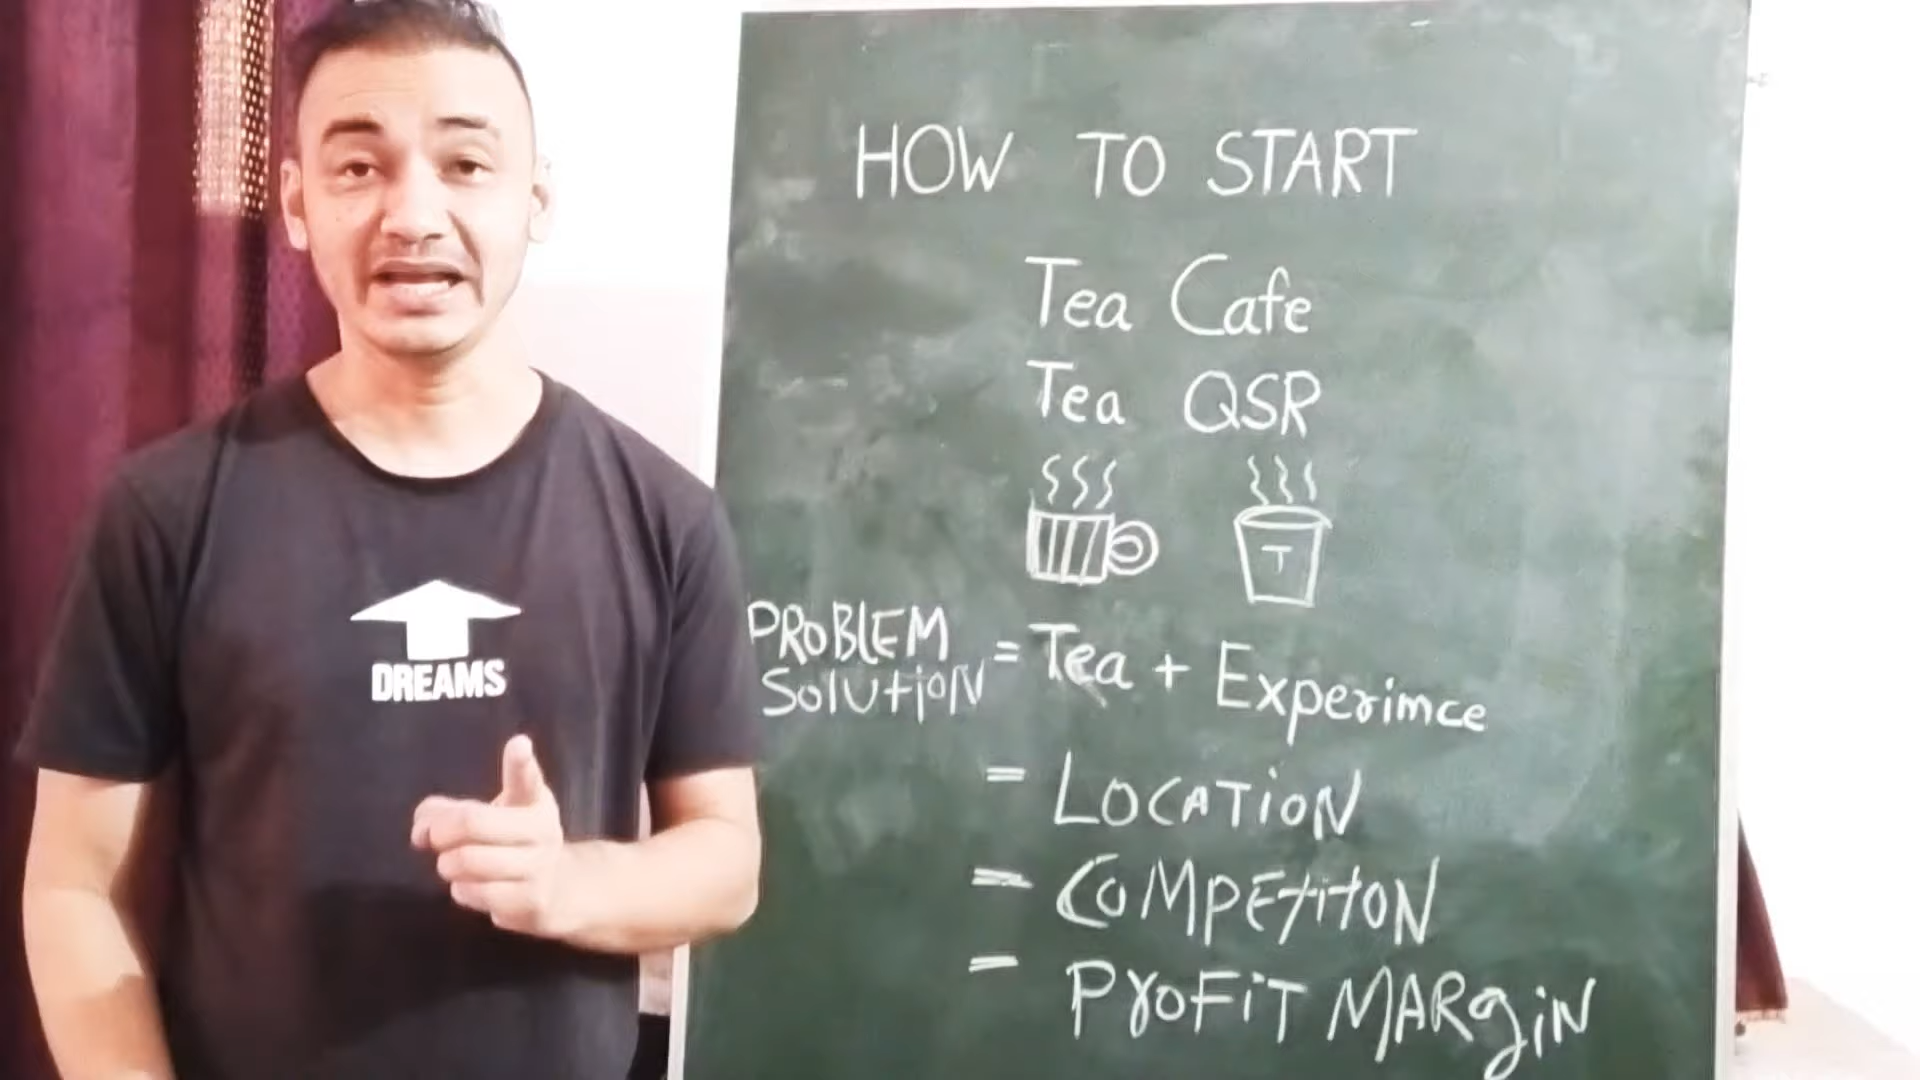 HOW TO START
Tea Cafe
Tea QSR
T
PROBLEM
SOLUTION = Tea + Experimce
= LOCATION
= COMPETITON
= PROFIT MARGIN
DREAMS